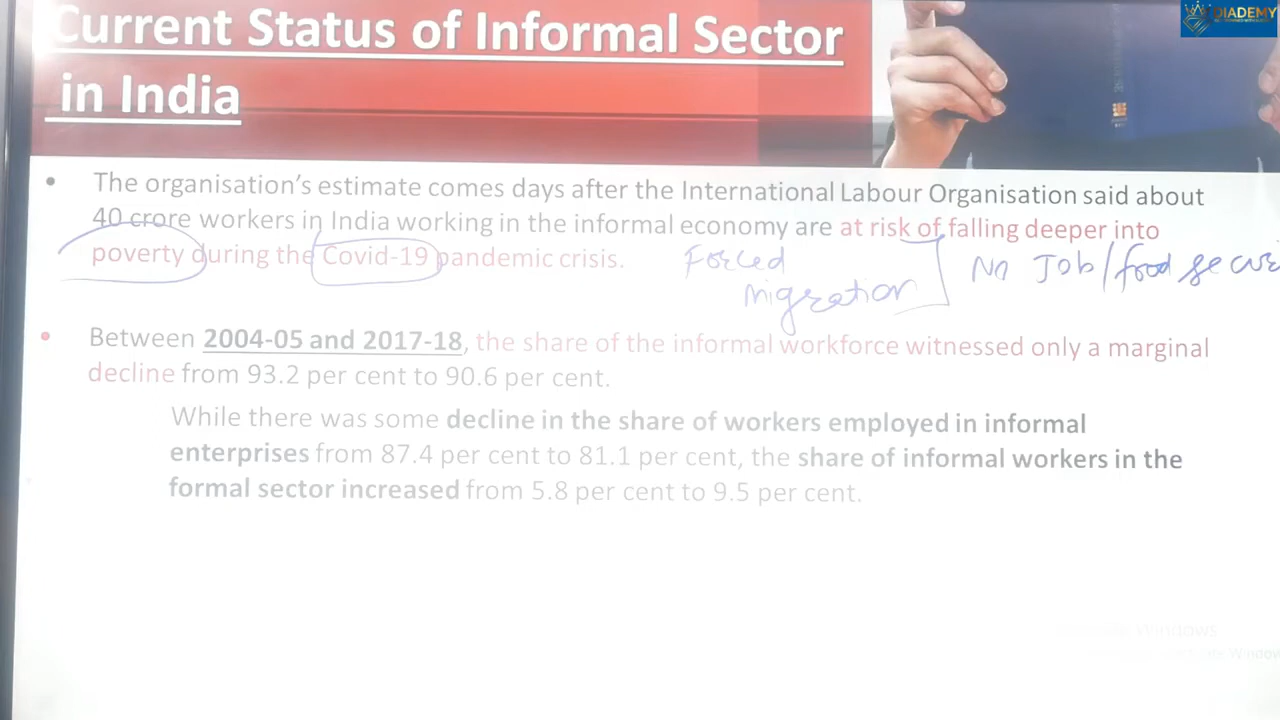 DIADEMY
Current Status of Informal Sector
in India
• The organisation's estimate comes days after the International Labour Organisation said about
40 crore workers in India working in the informal economy are at risk of falling deeper into
poverty during the Covid-19 pandemic crisis.
Forced
migration
No Job/food secur
• Between 2004-05 and 2017-18, the share of the informal workforce witnessed only a marginal
decline from 93.2 per cent to 90.6 per cent.
While there was some decline in the share of workers employed in informal
enterprises from 87.4 per cent to 81.1 per cent, the share of informal workers in the
formal sector increased from 5.8 per cent to 9.5 per cent.
Windows
Window